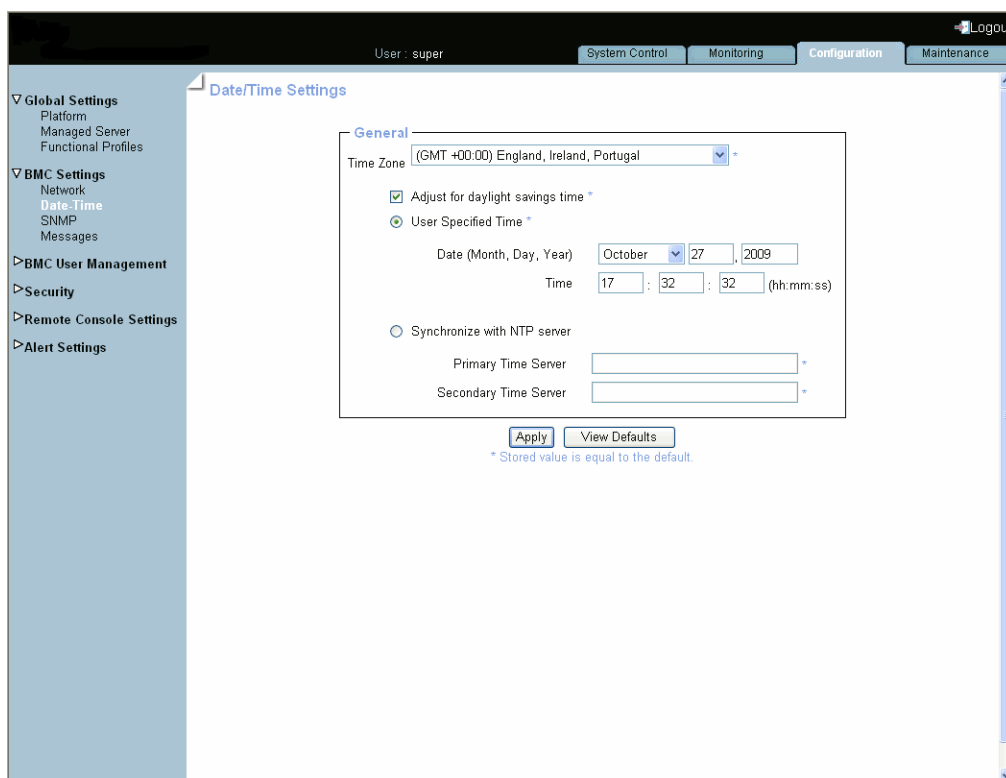 Logou
User : super
System Control
Monitoring
Configuration
Maintenance
Global Settings
Platform
Managed Server
Functional Profiles
BMC Settings
Network
Date-Time
SNMP
Messages
BMC User Management
Security
Remote Console Settings
Alert Settings
Date/Time Settings
General
Time Zone (GMT +00:00) England, Ireland, Portugal *
Adjust for daylight savings time *
User Specified Time *
Date (Month, Day, Year) October 27 , 2009
Time 17 : 32 : 32 (hh:mm:ss)
Synchronize with NTP server
Primary Time Server *
Secondary Time Server *
Apply View Defaults
* Stored value is equal to the default.